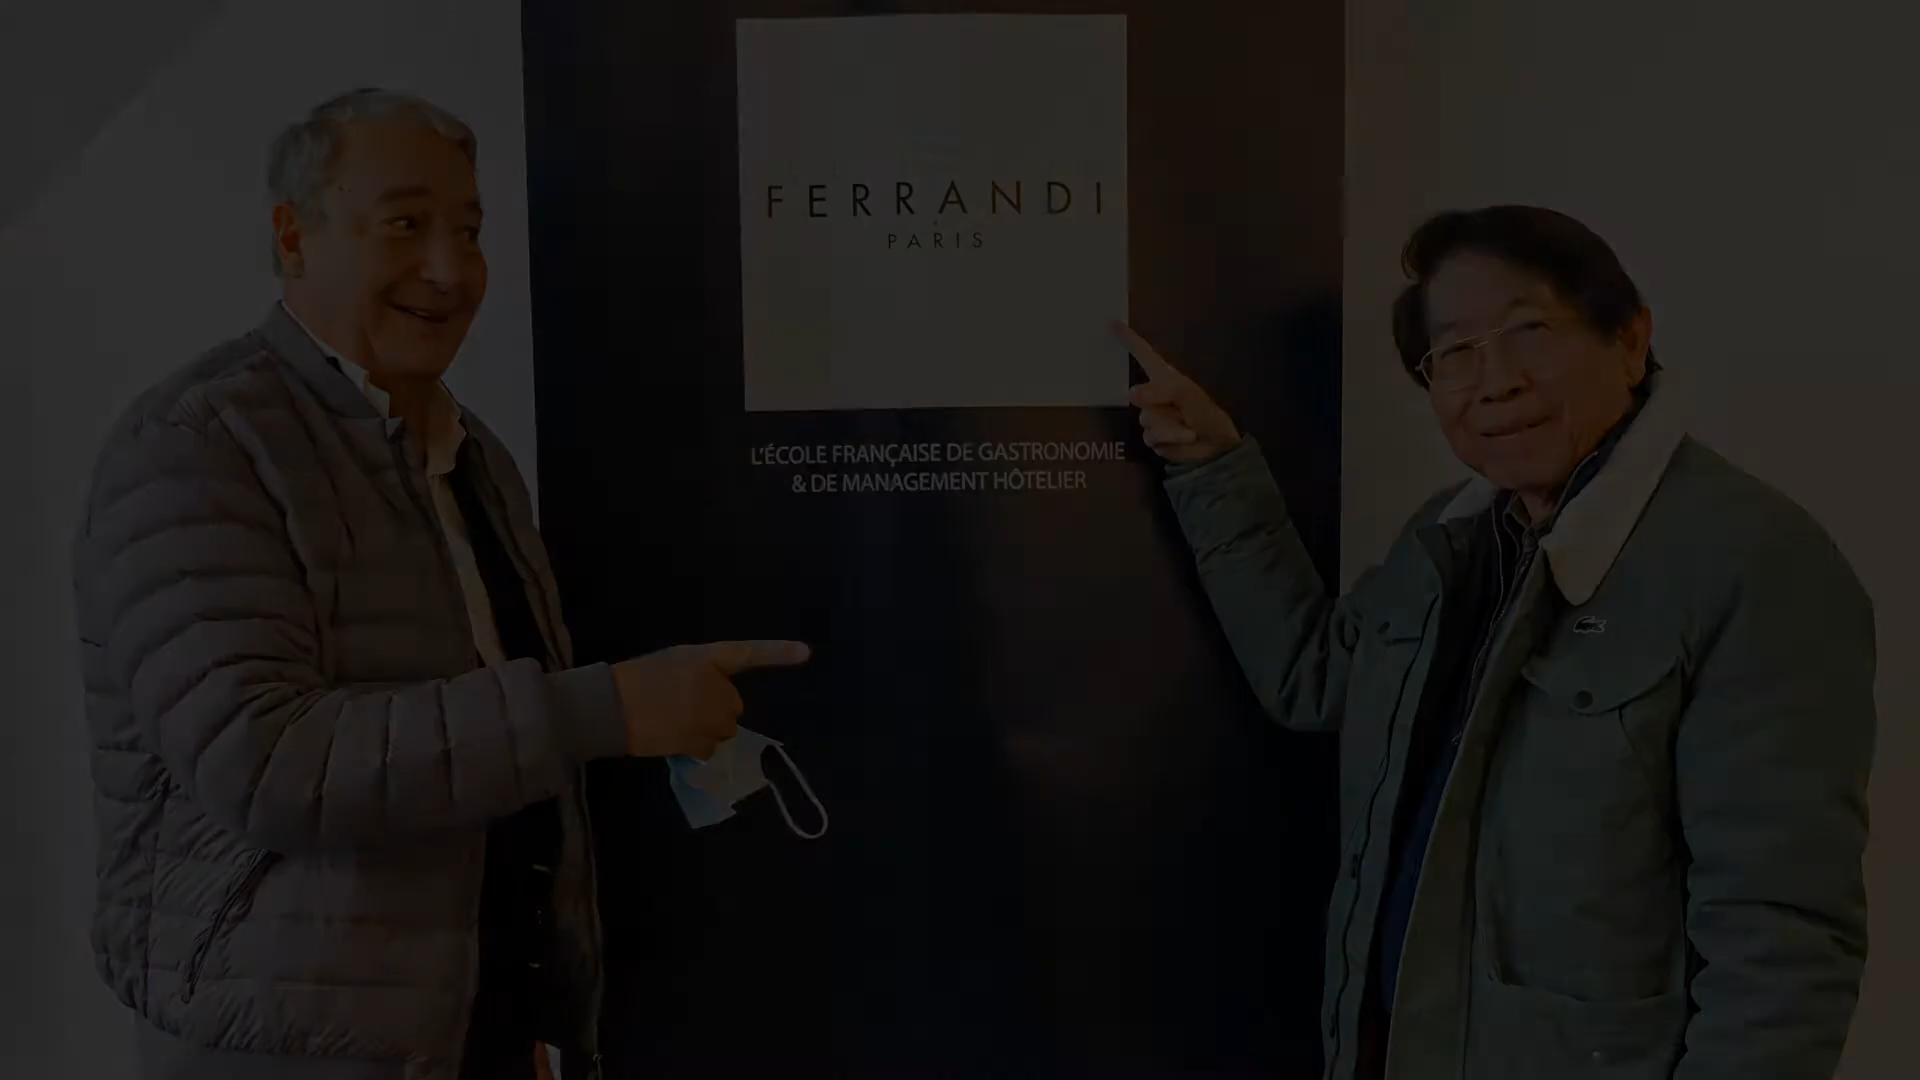 FERRANDI
PARIS
L'ÉCOLE FRANÇAISE DE GASTRONOMIE
& DE MANAGEMENT HÔTELIER